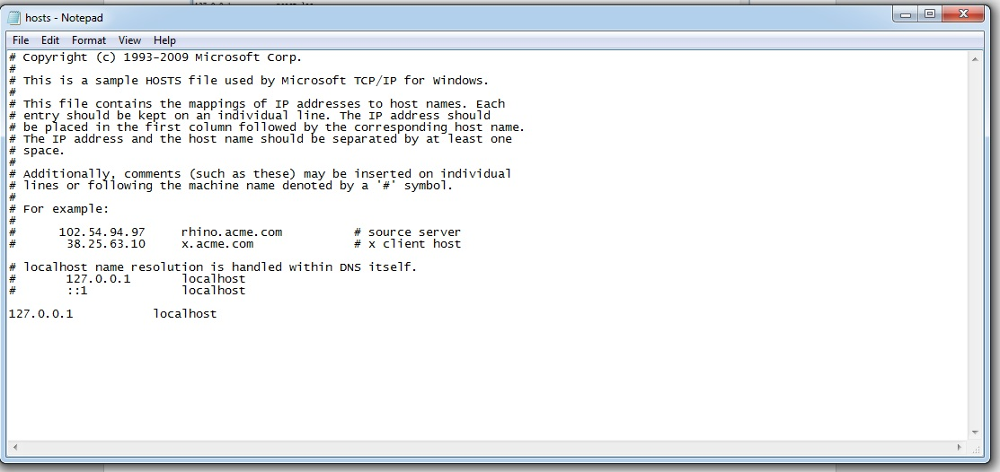 hosts - Notepad
File Edit Format View Help
# Copyright (c) 1993-2009 Microsoft Corp.
#
# This is a sample HOSTS file used by Microsoft TCP/IP for Windows.
#
# This file contains the mappings of IP addresses to host names. Each
# entry should be kept on an individual line. The IP address should
# be placed in the first column followed by the corresponding host name.
# The IP address and the host name should be separated by at least one
# space.
#
# Additionally, comments (such as these) may be inserted on individual
# lines or following the machine name denoted by a '#' symbol.
#
# For example:
#
#      102.54.94.97     rhino.acme.com          # source server
#       38.25.63.10     x.acme.com              # x client host

# localhost name resolution is handled within DNS itself.
#       127.0.0.1       localhost
#       ::1             localhost

127.0.0.1           localhost